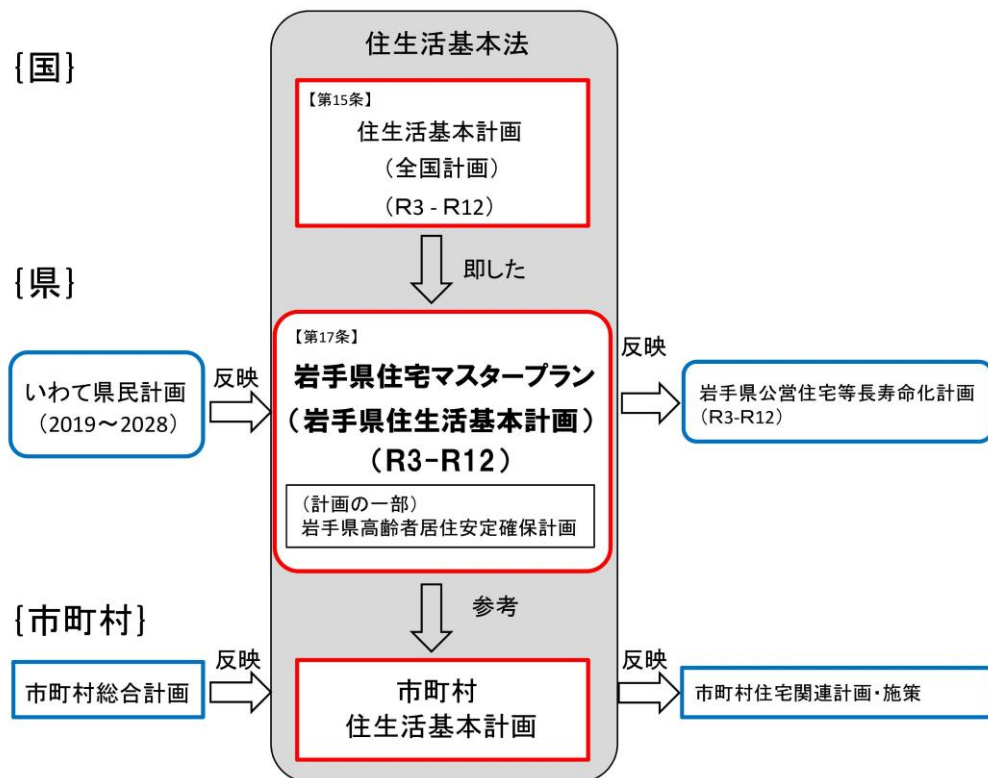 {国}
住生活基本法
【第15条】
住生活基本計画
（全国計画）
（R3 - R12）
即した
{県}
いわて県民計画
（2019～2028）
反映
【第17条】
岩手県住宅マスタープラン
（岩手県住生活基本計画）
（R3-R12）
（計画の一部）
岩手県高齢者居住安定確保計画
反映
岩手県公営住宅等長寿命化計画
（R3-R12）
参考
{市町村}
市町村総合計画
反映
市町村
住生活基本計画
反映
市町村住宅関連計画・施策